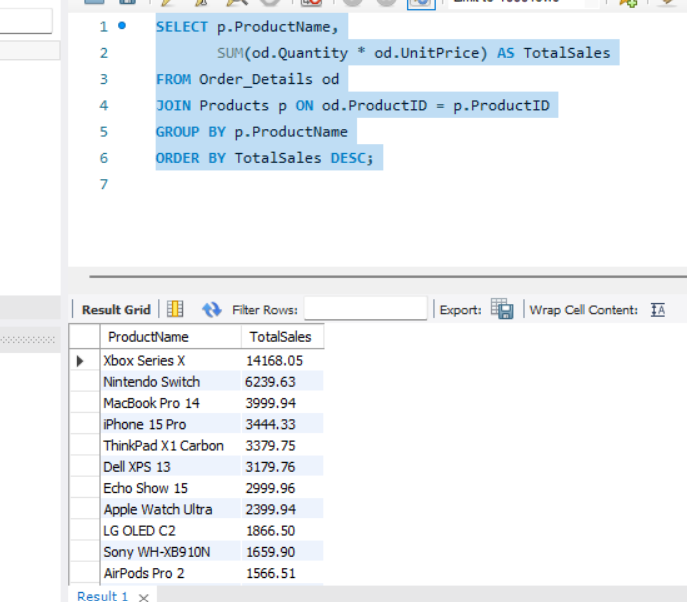 1 SELECT p.ProductName,
2 SUM(od.Quantity * od.UnitPrice) AS TotalSales
3 FROM Order_Details od
4 JOIN Products p ON od.ProductID = p.ProductID
5 GROUP BY p.ProductName
6 ORDER BY TotalSales DESC;
7
Result Grid Filter Rows: Export: Wrap Cell Content: IA
ProductName TotalSales
Xbox Series X 14168.05
Nintendo Switch 6239.63
MacBook Pro 14 3999.94
iPhone 15 Pro 3444.33
ThinkPad X1 Carbon 3379.75
Dell XPS 13 3179.76
Echo Show 15 2999.96
Apple Watch Ultra 2399.94
LG OLED C2 1866.50
Sony WH-XB910N 1659.90
AirPods Pro 2 1566.51
Result 1